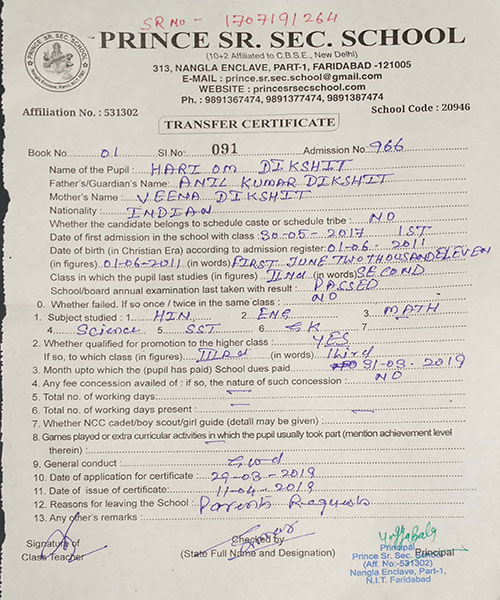 SR NO - 1707191264
PRINCE SR. SEC. SCHOOL
PRINCE SR. SEC. SCHOOL
(10+2 Affiliated to C.B.S.E., New Delhi)
313, NANGLA ENCLAVE, PART-1, FARIDABAD -121005
E-MAIL : prince.sr.sec.school@gmail.com
WEBSITE : princesrsecschool.com
Ph. : 9891367474, 9891377474, 9891387474
Affiliation No. : 531302 School Code : 20946
TRANSFER CERTIFICATE
Book No. 01 Sl.No. 091 Admission No. 966
Name of the Pupil : HARI OM DIKSHIT
Father's/Guardian's Name: ANIL KUMAR DIKSHIT
Mother's Name : VEENA DIKSHIT
Nationality : INDIAN
Whether the candidate belongs to schedule caste or schedule tribe : NO
Date of first admission in the school with class : 30-05-2017 1ST
Date of birth (in Christian Era) according to admission register : 01-06-2011
(in figures) 01-06-2011 (in words) FIRST JUNE TWO THOUSAND ELEVEN
Class in which the pupil last studies (in figures) IInd (in words) SECOND
School/board annual examination last taken with result : PASSED
0. Whether failed. If so once / twice in the same class : NO
1. Subject studied : 1. HIN 2. ENG 3. MATH
4. Science 5. SST 6. GK 7.
2. Whether qualified for promotion to the higher class : YES
If so, to which class (in figures) IIIrd (in words) Third
3. Month upto which the (pupil has paid) School dues paid 31-03-2019
4. Any fee concession availed of : if so, the nature of such concession : NO
5. Total no. of working days: —
6. Total no. of working days present : —
7. Whether NCC cadet/boy scout/girl guide (detall may be given) :
8. Games played or extra curricular activities in which the pupil usually took part (mention achievement level
therein) : —
9. General conduct : Good
10. Date of application for certificate : 29-03-2019
11. Date of issue of certificate: 11-04-2019
12. Reasons for leaving the School : Parents Request
13. Any other's remarks :
Signature of Checked by
Class Teacher (State Full Name and Designation) Principal
Principal
Prince Sr. Sec. School
(Aff. No.-531302)
Nangla Enclave, Part-1,
N.I.T. Faridabad